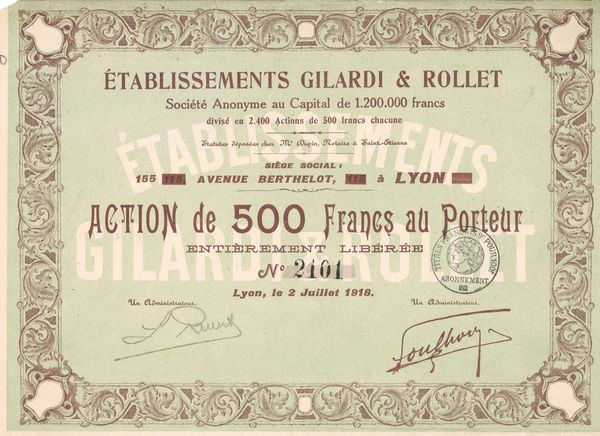 ÉTABLISSEMENTS GILARDI & ROLLET
Société Anonyme au Capital de 1.200.000 francs
divisé en 2.400 Actions de 500 francs chacune
Statuts déposés chez Me Dupin, Notaire à Saint-Etienne
ÉTABLISSEMENTS
SIÈGE SOCIAL :
155 115, AVENUE BERTHELOT, 115 à LYON
ACTION de 500 Francs au Porteur
ENTIÈREMENT LIBÉRÉE
GILARDI & ROLLET
No 2101
ABONNEMENT
Lyon, le 2 Juillet 1918.
Un Administrateur,
Un Administrateur,